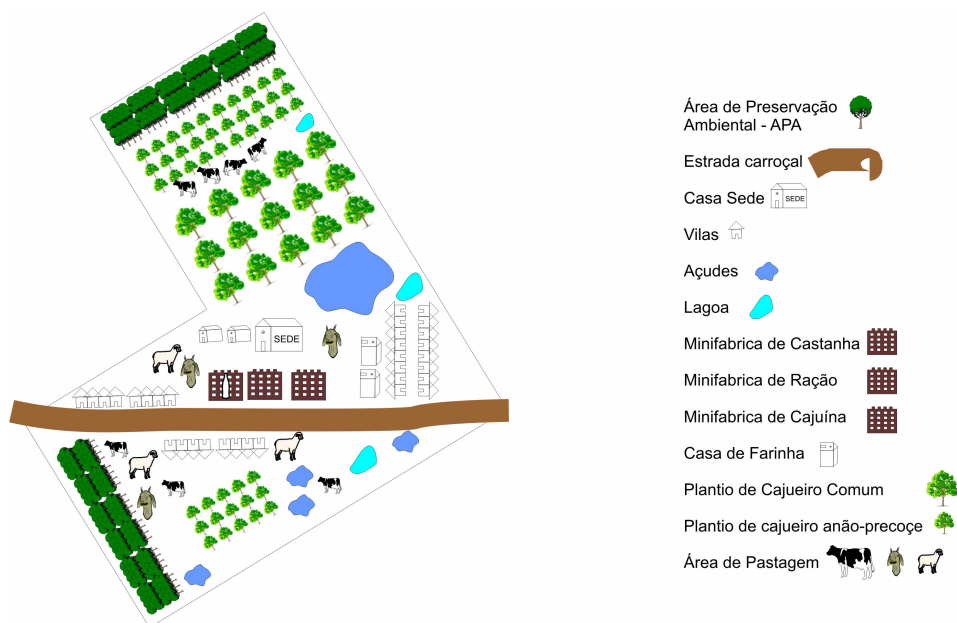 SEDE
Área de Preservação
Ambiental - APA
Estrada carroçal
Casa Sede
SEDE
Vilas
Açudes
Lagoa
Minifabrica de Castanha
Minifabrica de Ração
Minifabrica de Cajuína
Casa de Farinha
Plantio de Cajueiro Comum
Plantio de cajueiro anão-precoçe
Área de Pastagem